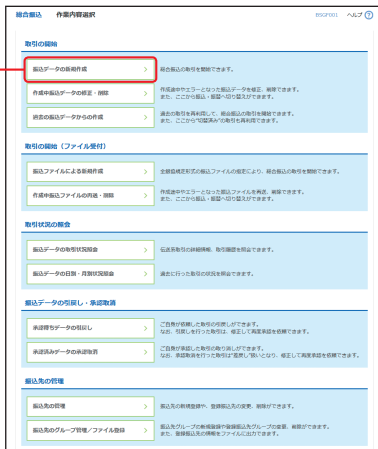 総合振込 作業内容選択 BSGF001 ヘルプ ?
取引の開始
振込データの新規作成 > 総合振込の取引を開始できます。
作成中振込データの修正・削除 > 作成途中やエラーとなった振込データを修正、削除できます。
また、ここから振込・振替へ切り替えができます。
過去の振込データからの作成 > 過去の取引を再利用して、総合振込の取引を開始できます。
また、ここから“切替済み”の取引も再利用できます。
取引の開始（ファイル受付）
振込ファイルによる新規作成 > 全銀協規定形式の振込ファイルの指定により、総合振込の取引を開始できます。
作成中振込ファイルの再送・削除 > 作成途中やエラーとなった振込ファイルを再送、削除できます。
また、ここから振込・振替へ切り替えができます。
取引状況の照会
振込データの取引状況照会 > 伝送系取引の詳細情報、取引履歴を照会できます。
振込データの日別・月別状況照会 > 過去に行った取引の状況を照会できます。
振込データの引戻し・承認取消
承認待ちデータの引戻し > ご自身が依頼した取引の引戻しができます。
なお、引戻しを行った取引は、修正して再度承認を依頼できます。
承認済みデータの承認取消 > ご自身が承認した取引の取り消しができます。
なお、承認取消を行った取引は“差戻し”扱いとなり、修正して再度承認を依頼できます。
振込先の管理
振込先の管理 > 振込先の新規登録や、登録振込先の変更、削除ができます。
振込先のグループ管理／ファイル登録 > 振込先グループの新規登録や登録振込先グループの変更、削除ができます。
また、登録振込先の情報をファイルに出力できます。